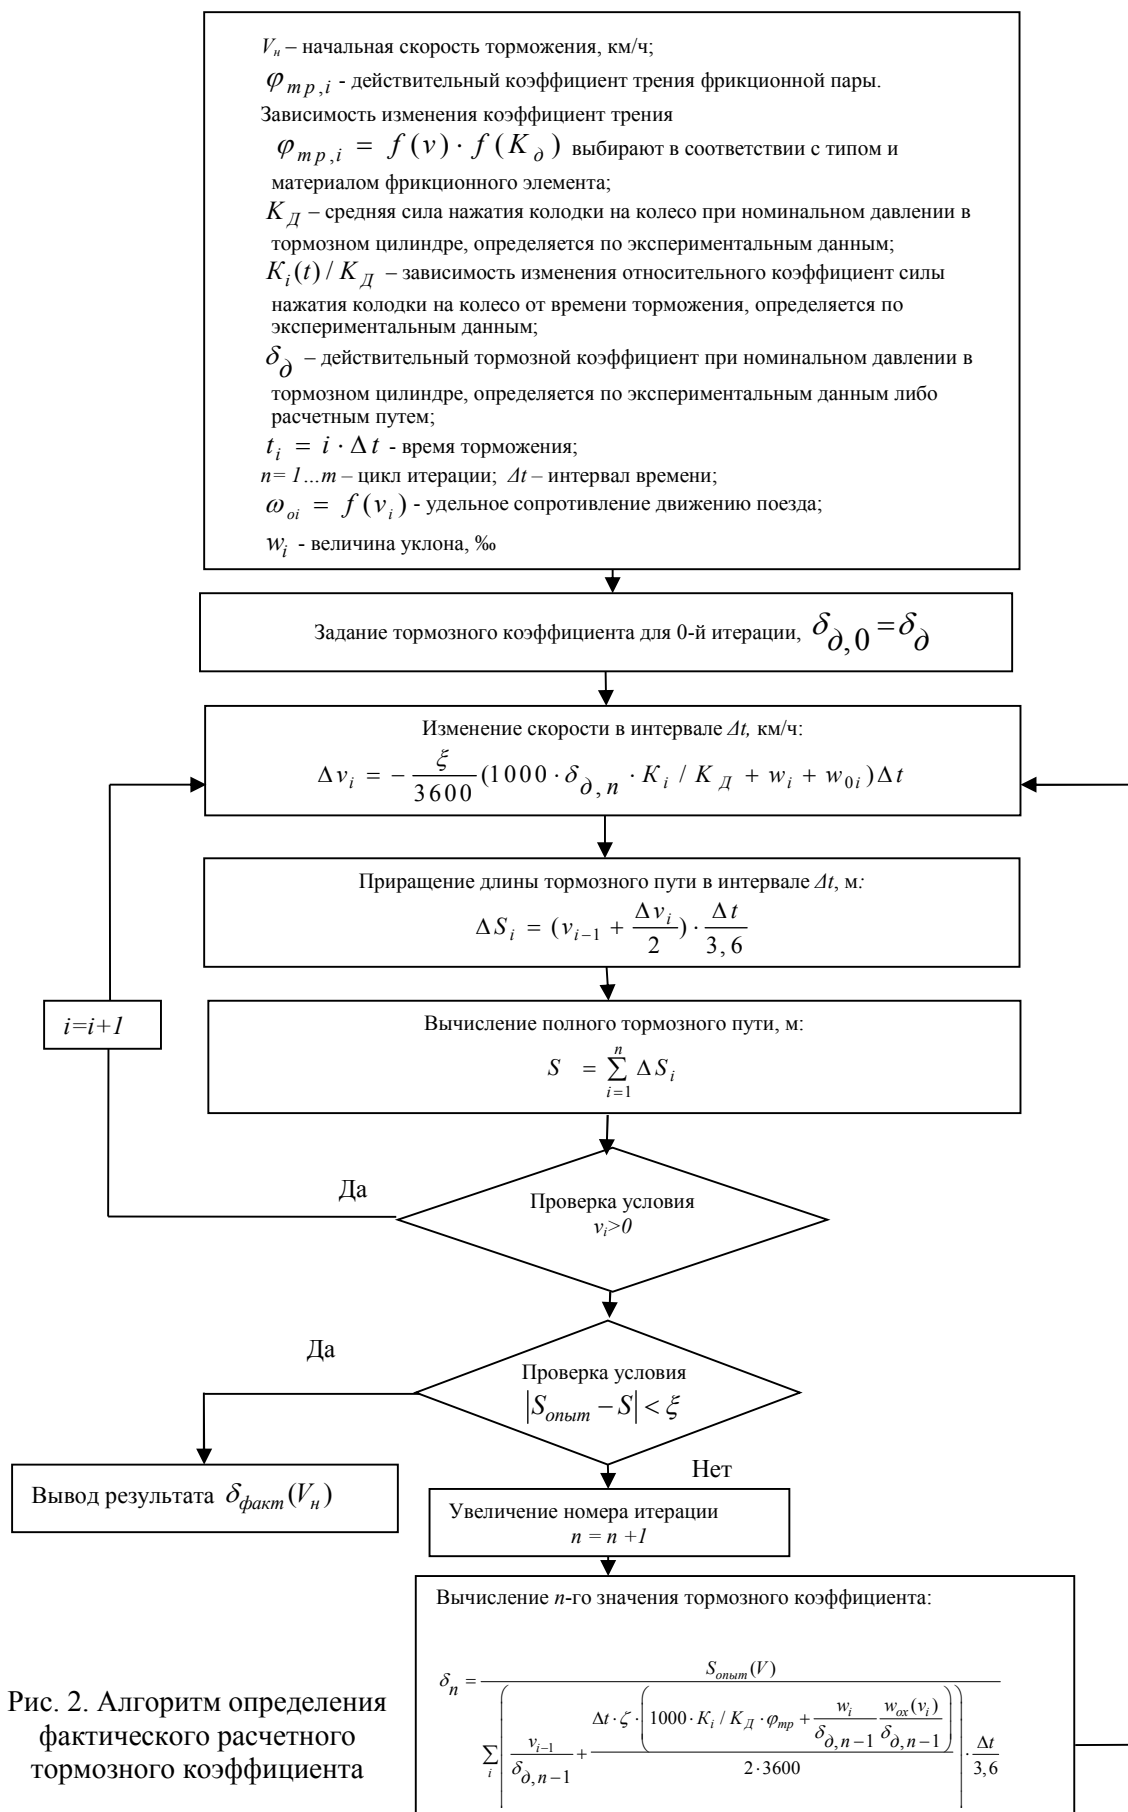 Vн – начальная скорость торможения, км/ч;
φтр,i - действительный коэффициент трения фрикционной пары.
Зависимость изменения коэффициент трения
φтр,i = f(v) · f(Kд) выбирают в соответствии с типом и
материалом фрикционного элемента;
KД – средняя сила нажатия колодки на колесо при номинальном давлении в
тормозном цилиндре, определяется по экспериментальным данным;
Ki(t) / KД – зависимость изменения относительного коэффициент силы
нажатия колодки на колесо от времени торможения, определяется по
экспериментальным данным;
δд – действительный тормозной коэффициент при номинальном давлении в
тормозном цилиндре, определяется по экспериментальным данным либо
расчетным путем;
ti = i · Δt - время торможения;
n= 1…m – цикл итерации; Δt – интервал времени;
ωoi = f(vi) - удельное сопротивление движению поезда;
wi - величина уклона, ‰
Задание тормозного коэффициента для 0-й итерации, δд,0 = δд
Изменение скорости в интервале Δt, км/ч:
Δvi = − ξ/3600 (1000 · δд,n · Ki / KД + wi + w0i)Δt
Приращение длины тормозного пути в интервале Δt, м:
ΔSi = (vi−1 + Δvi/2) · Δt/3,6
i=i+1
Вычисление полного тормозного пути, м:
S = ∑ i=1 n ΔSi
Да
Проверка условия
vi>0
Да
Проверка условия
|Sопыт − S| < ξ
Нет
Вывод результата δфакт(Vн)
Увеличение номера итерации
n = n +1
Вычисление n-го значения тормозного коэффициента:
δn = Sопыт(V) / ∑i (vi−1/δд,n−1 + Δt·ζ·(1000·Ki / KД·φтр + wi/δд,n−1 wox(vi)/δд,n−1) / 2·3600) · Δt/3,6
Рис. 2. Алгоритм определения
фактического расчетного
тормозного коэффициента